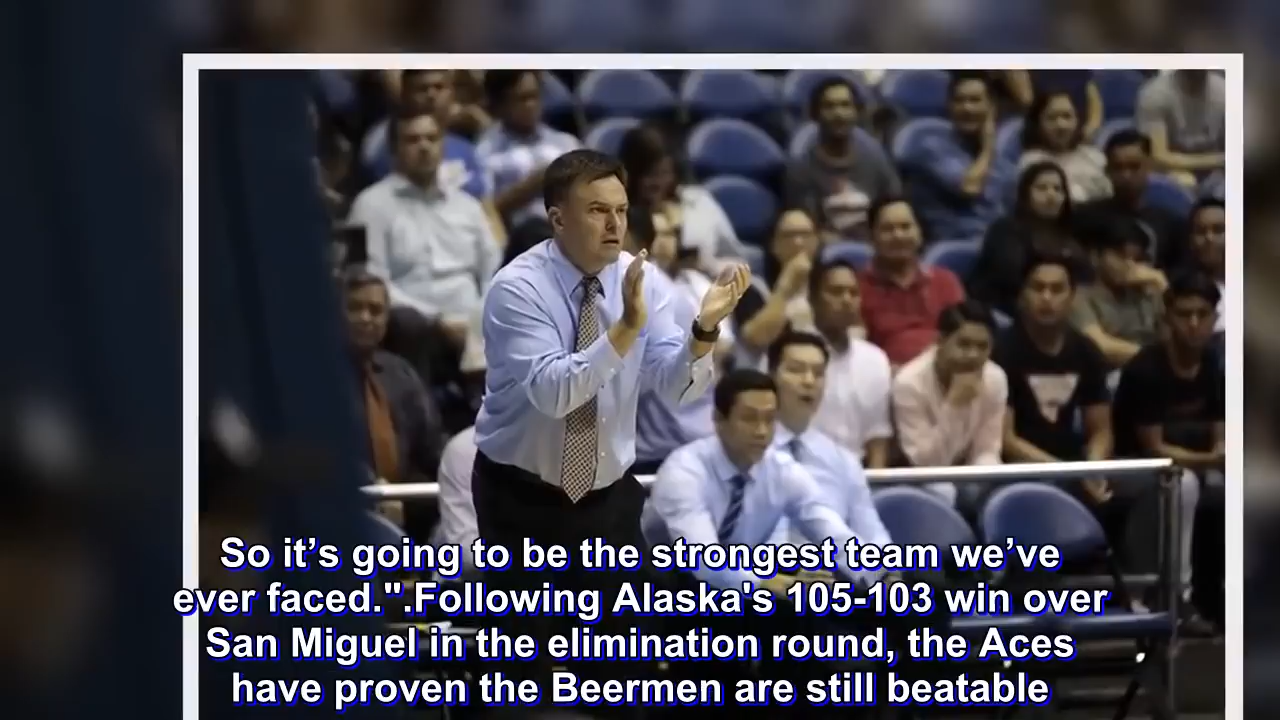 So it’s going to be the strongest team we’ve
ever faced.".Following Alaska's 105-103 win over
San Miguel in the elimination round, the Aces
have proven the Beermen are still beatable